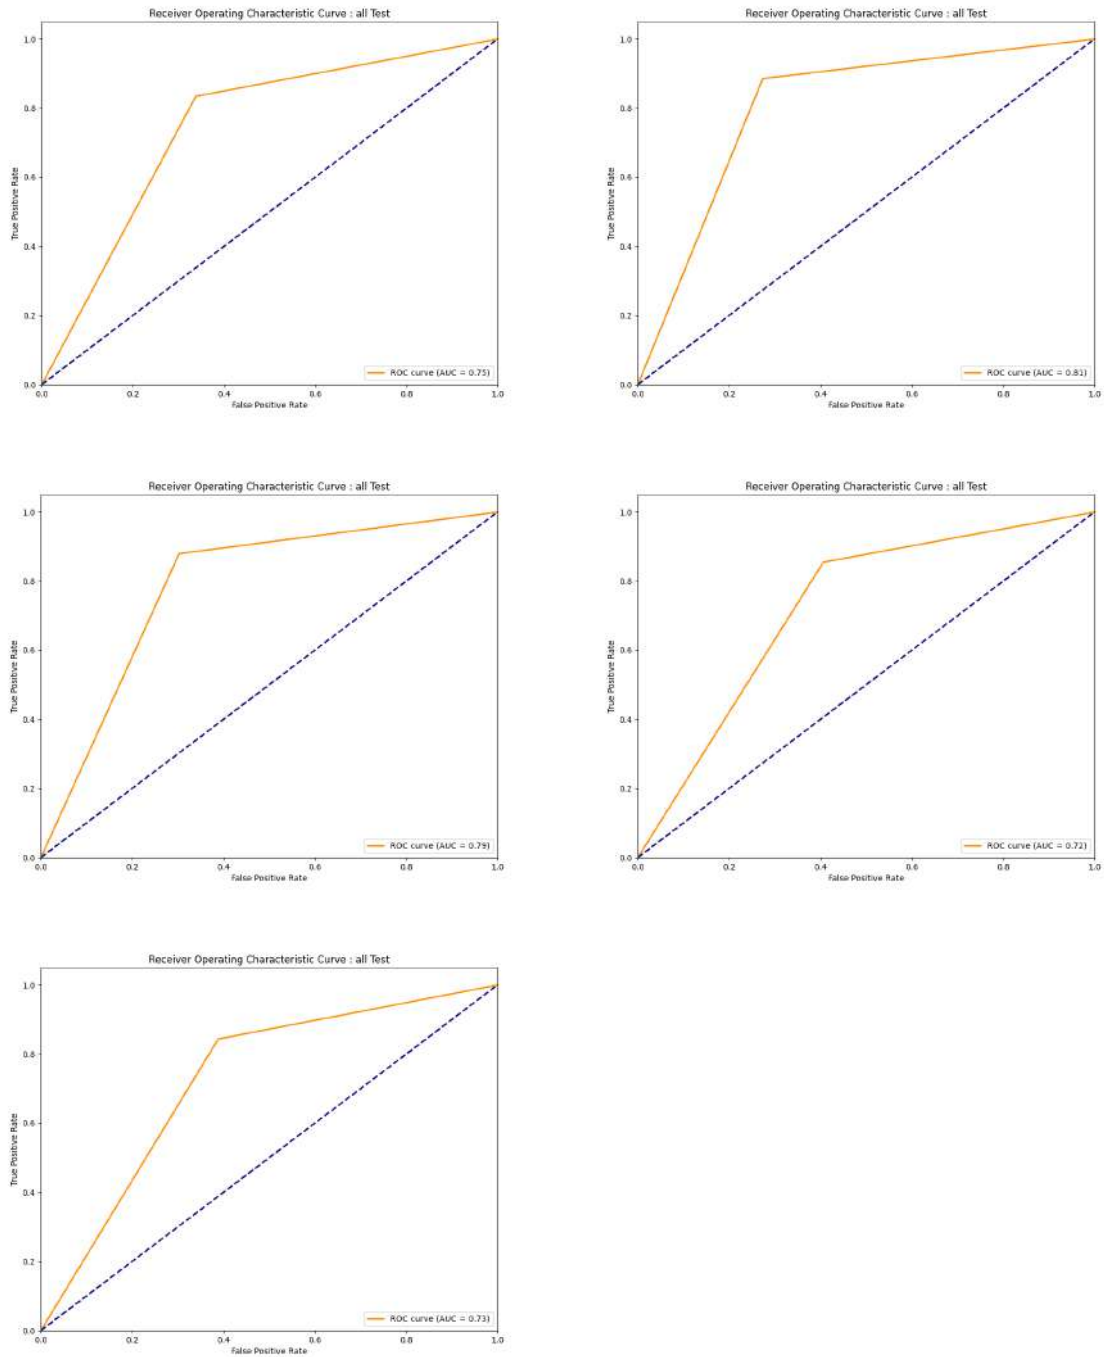 Receiver Operating Characteristic Curve : all Test
1.0
0.8
0.6
0.4
0.2
0.0
True Positive Rate
ROC curve (AUC = 0.75)
0.0 0.2 0.4 0.6 0.8 1.0
False Positive Rate
Receiver Operating Characteristic Curve : all Test
1.0
0.8
0.6
0.4
0.2
0.0
True Positive Rate
ROC curve (AUC = 0.81)
0.0 0.2 0.4 0.6 0.8 1.0
False Positive Rate
Receiver Operating Characteristic Curve : all Test
1.0
0.8
0.6
0.4
0.2
0.0
True Positive Rate
ROC curve (AUC = 0.79)
0.0 0.2 0.4 0.6 0.8 1.0
False Positive Rate
Receiver Operating Characteristic Curve : all Test
1.0
0.8
0.6
0.4
0.2
0.0
True Positive Rate
ROC curve (AUC = 0.72)
0.0 0.2 0.4 0.6 0.8 1.0
False Positive Rate
Receiver Operating Characteristic Curve : all Test
1.0
0.8
0.6
0.4
0.2
0.0
True Positive Rate
ROC curve (AUC = 0.73)
0.0 0.2 0.4 0.6 0.8 1.0
False Positive Rate